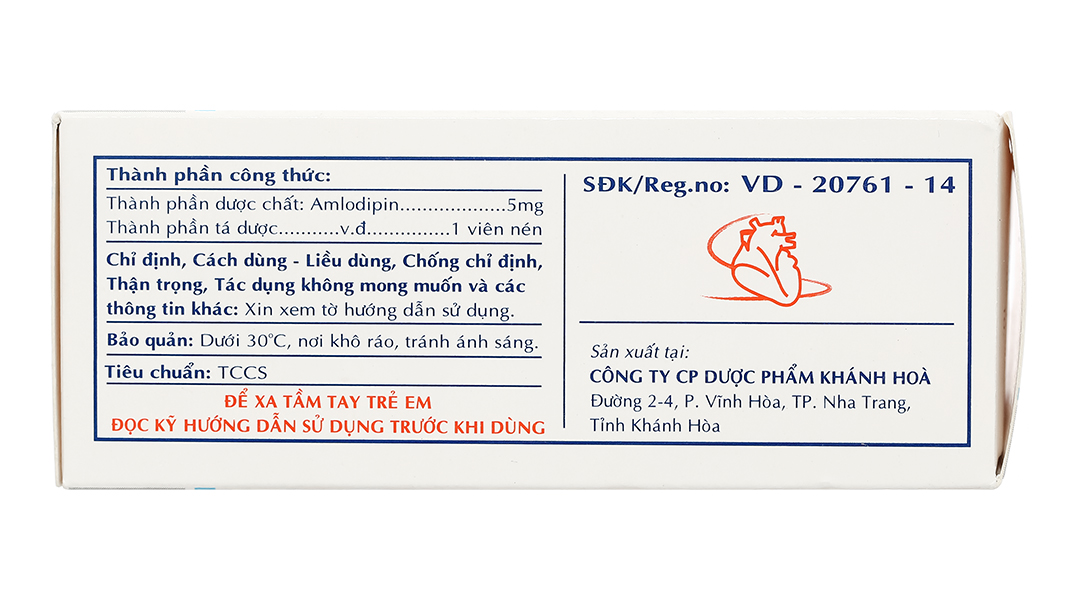 Thành phần công thức:
Thành phần dược chất: Amlodipin...................5mg
Thành phần tá dược...........v.đ...............1 viên nén
Chỉ định, Cách dùng - Liều dùng, Chống chỉ định,
Thận trọng, Tác dụng không mong muốn và các
thông tin khác: Xin xem tờ hướng dẫn sử dụng.
Bảo quản: Dưới 30°C, nơi khô ráo, tránh ánh sáng.
Tiêu chuẩn: TCCS
ĐỂ XA TẦM TAY TRẺ EM
ĐỌC KỸ HƯỚNG DẪN SỬ DỤNG TRƯỚC KHI DÙNG
SĐK/Reg.no: VD - 20761 - 14
Sản xuất tại:
CÔNG TY CP DƯỢC PHẨM KHÁNH HOÀ
Đường 2-4, P. Vĩnh Hòa, TP. Nha Trang,
Tỉnh Khánh Hòa